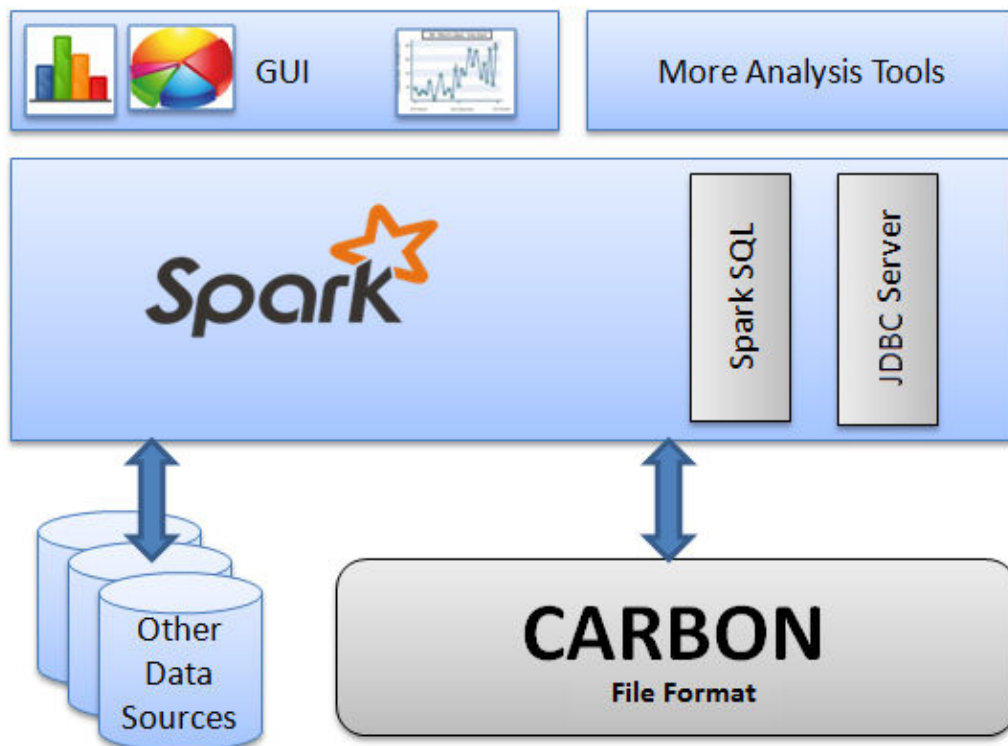 GUI
More Analysis Tools
Spark
Spark SQL
JDBC Server
Other
Data
Sources
CARBON
File Format